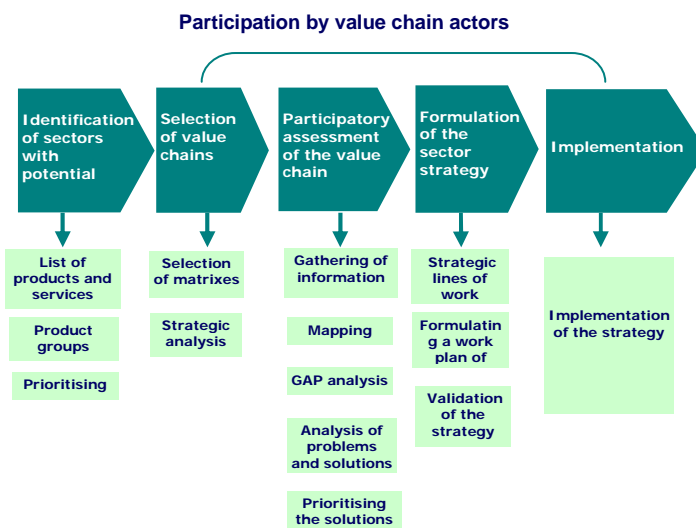 Participation by value chain actors
Identification
of sectors
with
potential
Selection
of value
chains
Participatory
assessment
of the value
chain
Formulation
of the
sector
strategy
Implementation
List of
products and
services
Product
groups
Prioritising
Selection
of matrixes
Strategic
analysis
Gathering of
information
Mapping
GAP analysis
Analysis of
problems
and solutions
Prioritising
the solutions
Strategic
lines of
work
Formulatin
g a work
plan of
Validation
of the
strategy
Implementation
of the strategy